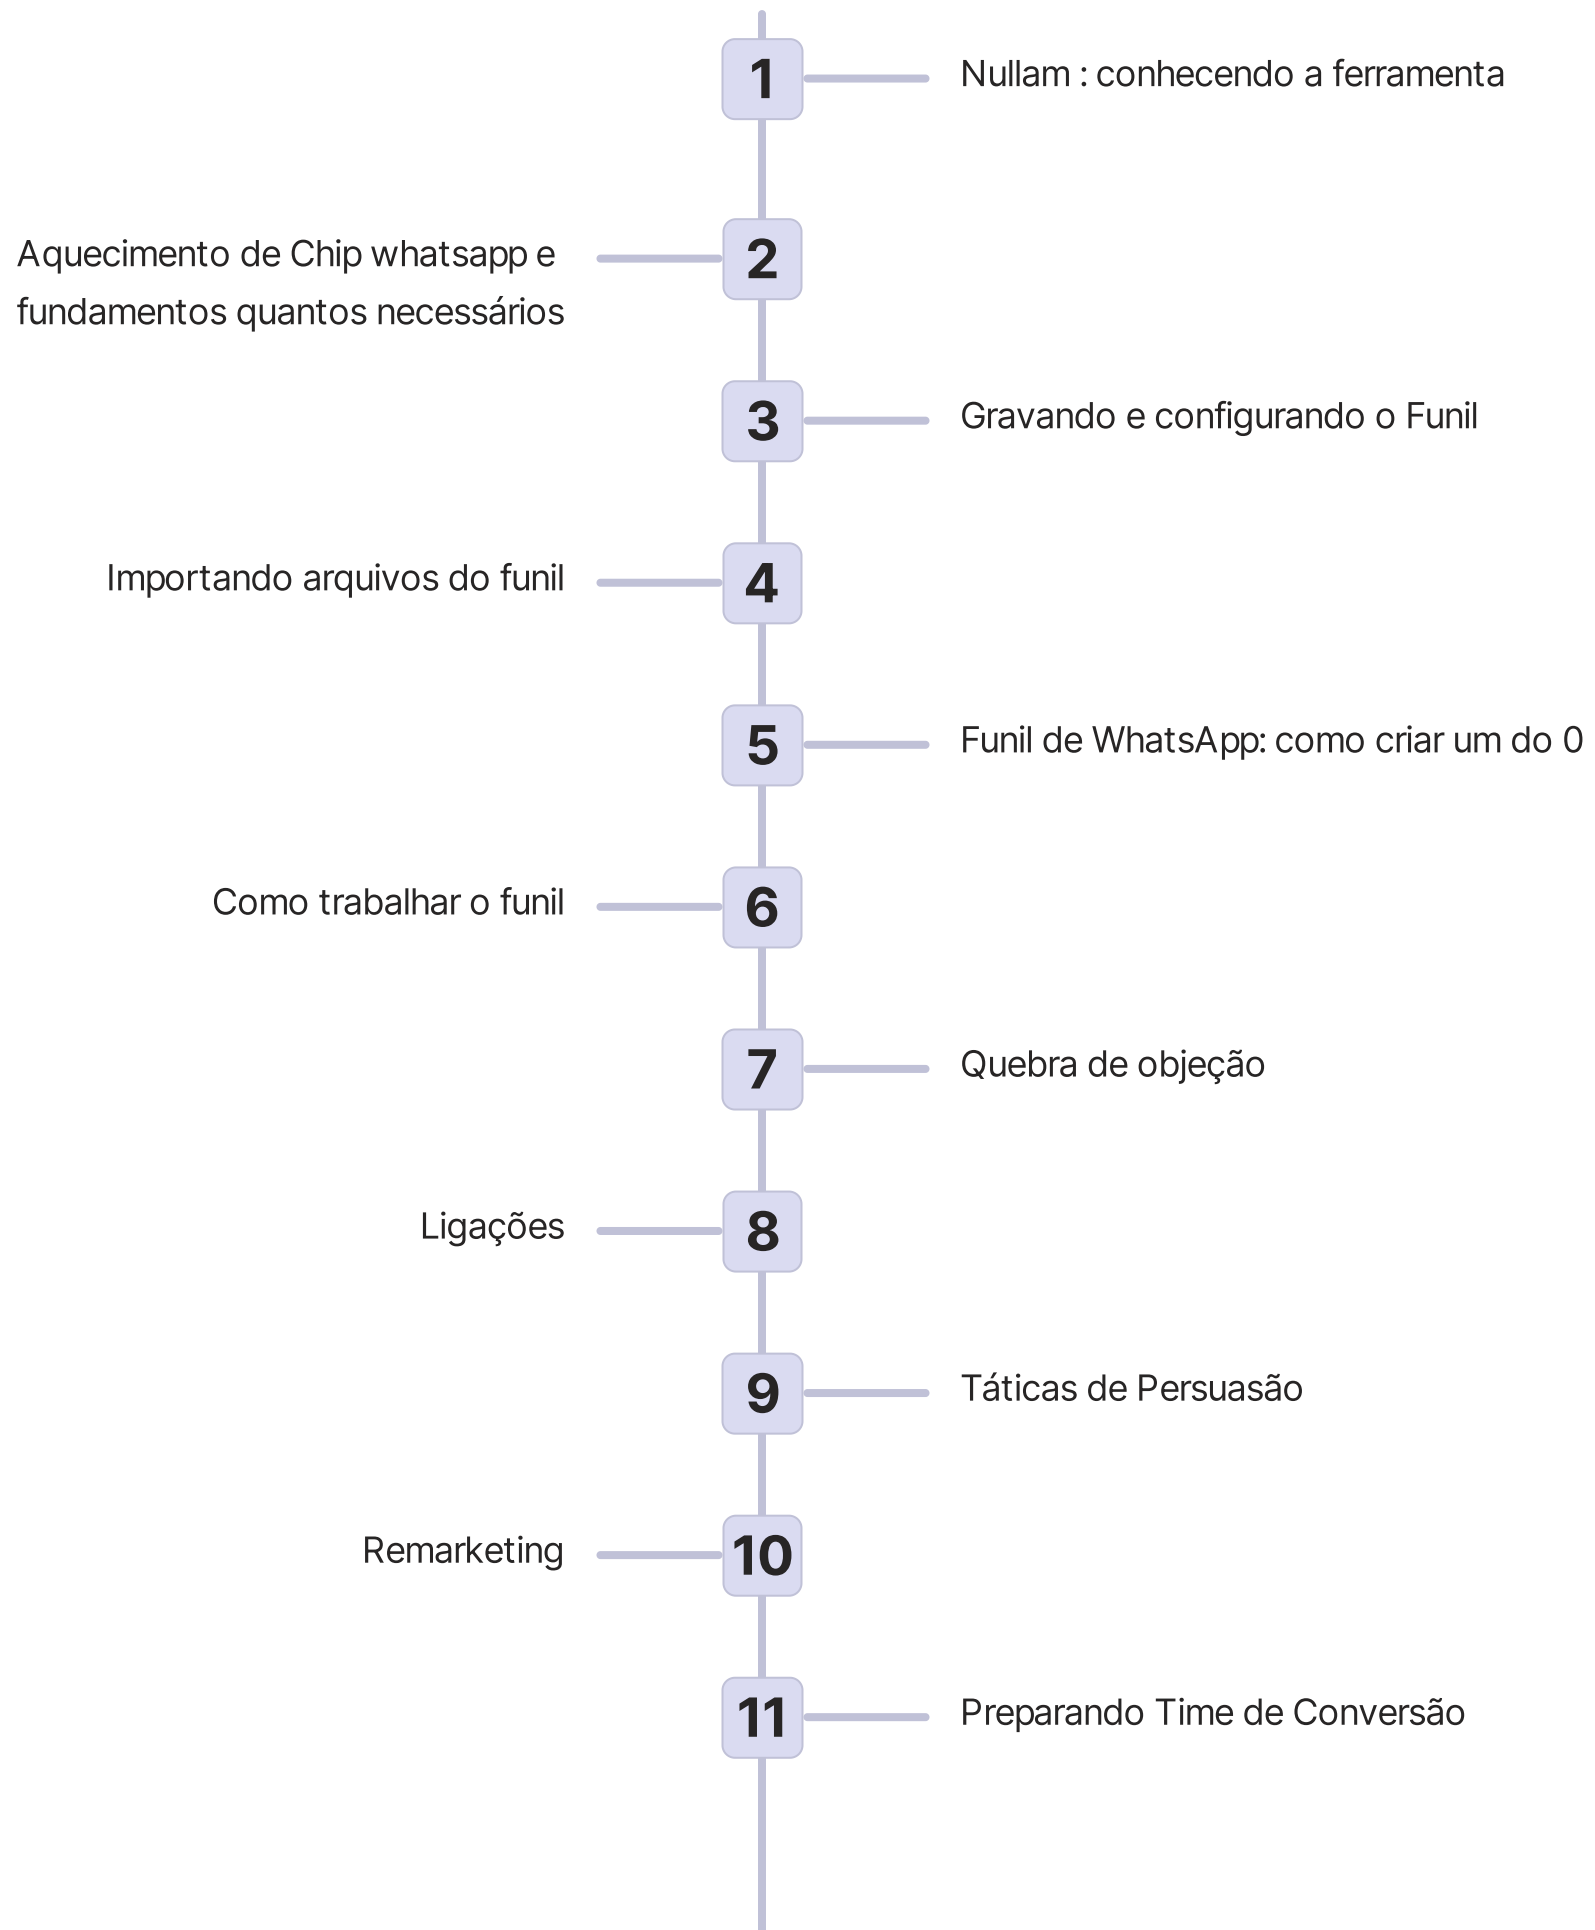 1
Nullam : conhecendo a ferramenta
2
Aquecimento de Chip whatsapp e
fundamentos quantos necessários
3
Gravando e configurando o Funil
4
Importando arquivos do funil
5
Funil de WhatsApp: como criar um do 0
6
Como trabalhar o funil
7
Quebra de objeção
8
Ligações
9
Táticas de Persuasão
10
Remarketing
11
Preparando Time de Conversão